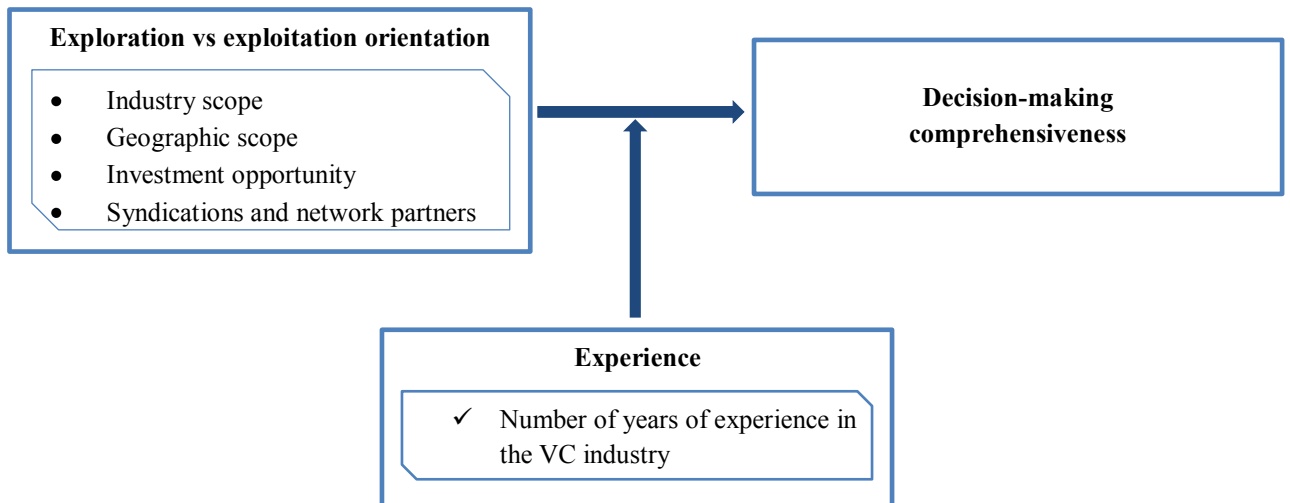 Exploration vs exploitation orientation
● Industry scope
● Geographic scope
● Investment opportunity
● Syndications and network partners
Decision-making
comprehensiveness
Experience
✓ Number of years of experience in
the VC industry